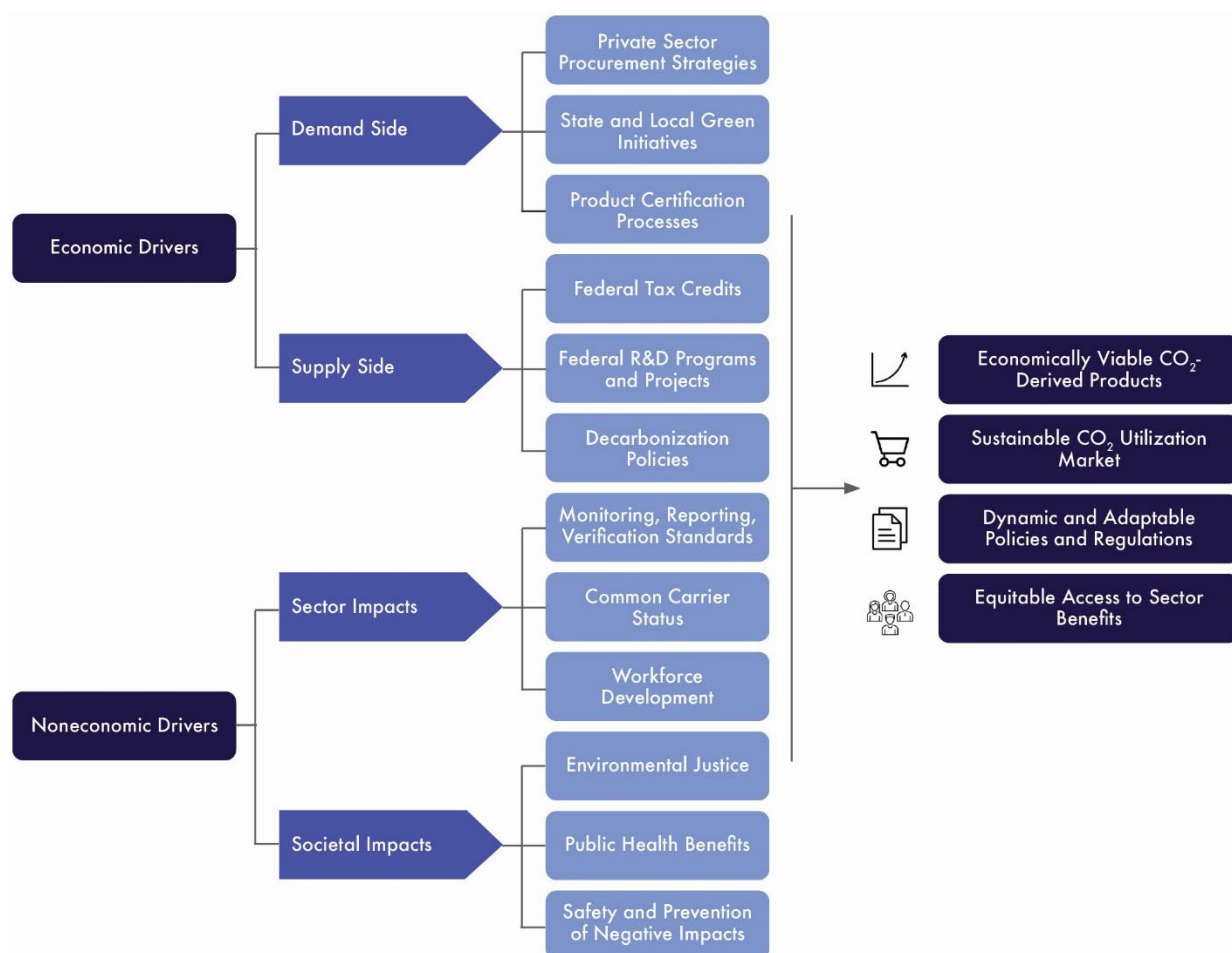 Economic Drivers
Demand Side
Private Sector
Procurement Strategies
State and Local Green
Initiatives
Product Certification
Processes
Supply Side
Federal Tax Credits
Federal R&D Programs
and Projects
Decarbonization
Policies
Noneconomic Drivers
Sector Impacts
Monitoring, Reporting,
Verification Standards
Common Carrier
Status
Workforce
Development
Societal Impacts
Environmental Justice
Public Health Benefits
Safety and Prevention
of Negative Impacts
Economically Viable CO₂-
Derived Products
Sustainable CO₂ Utilization
Market
Dynamic and Adaptable
Policies and Regulations
Equitable Access to Sector
Benefits